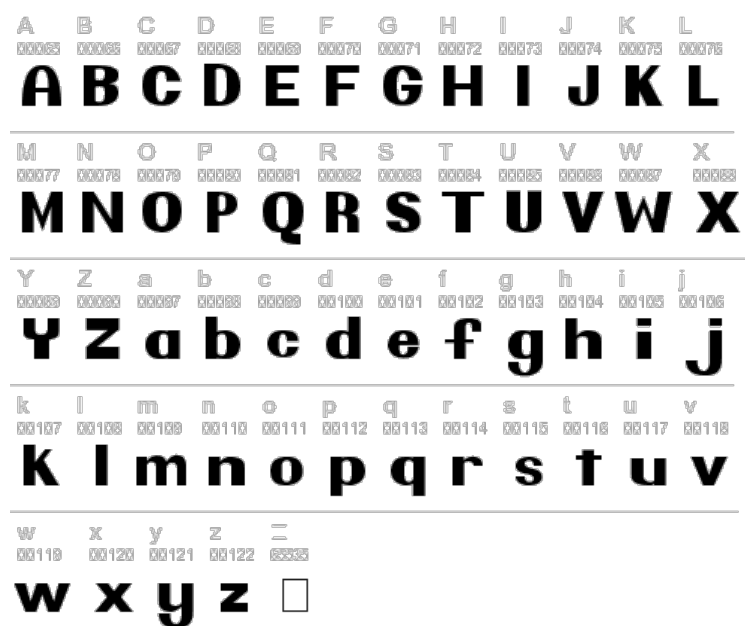 A B C D E F G H I J K L
00065 00066 00067 00068 00069 00070 00071 00072 00073 00074 00075 00076
A B C D E F G H I J K L
M N O P Q R S T U V W X
00077 00078 00079 00080 00081 00082 00083 00084 00085 00086 00087 00088
M N O P Q R S T U V W X
Y Z a b c d e f g h i j
00089 00090 00097 00098 00099 00100 00101 00102 00103 00104 00105 00106
Y Z a b c d e f g h i j
k l m n o p q r s t u v
00107 00108 00109 00110 00111 00112 00113 00114 00115 00116 00117 00118
k l m n o p q r s t u v
w x y z
00119 00120 00121 00122 65535
w x y z